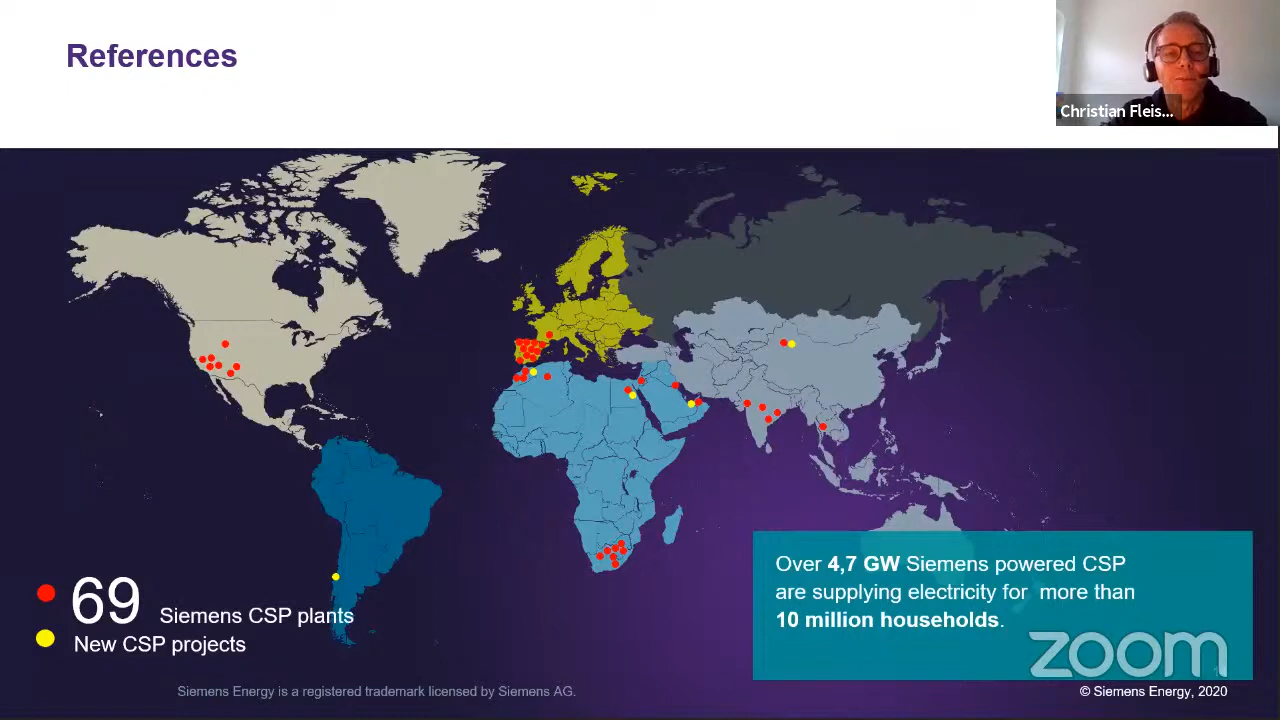 References
Christian Fleis...
69 Siemens CSP plants
New CSP projects
Over 4,7 GW Siemens powered CSP
are supplying electricity for more than
10 million households.
zoom
Siemens Energy is a registered trademark licensed by Siemens AG.
© Siemens Energy, 2020